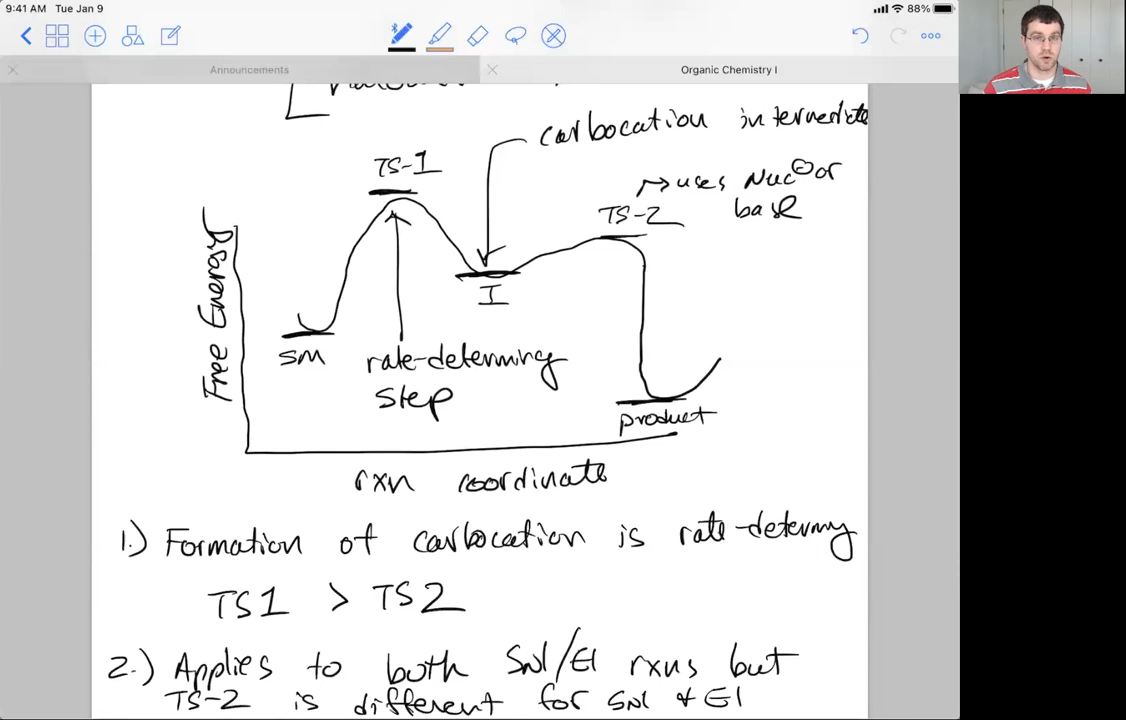 9:41 AM Tue Jan 9
88%
Announcements
Organic Chemistry I
carbocation
TS-1
uses Nuc⊖ or
base
TS-2
I
SM
rate-determing
step
product
Free Energy
rxn coordinate
1.) Formation of carbocation is rate-determy
TS1 > TS2
2.) Applies to both SN1/E1 rxns but
TS-2 is different for SN1 & E1